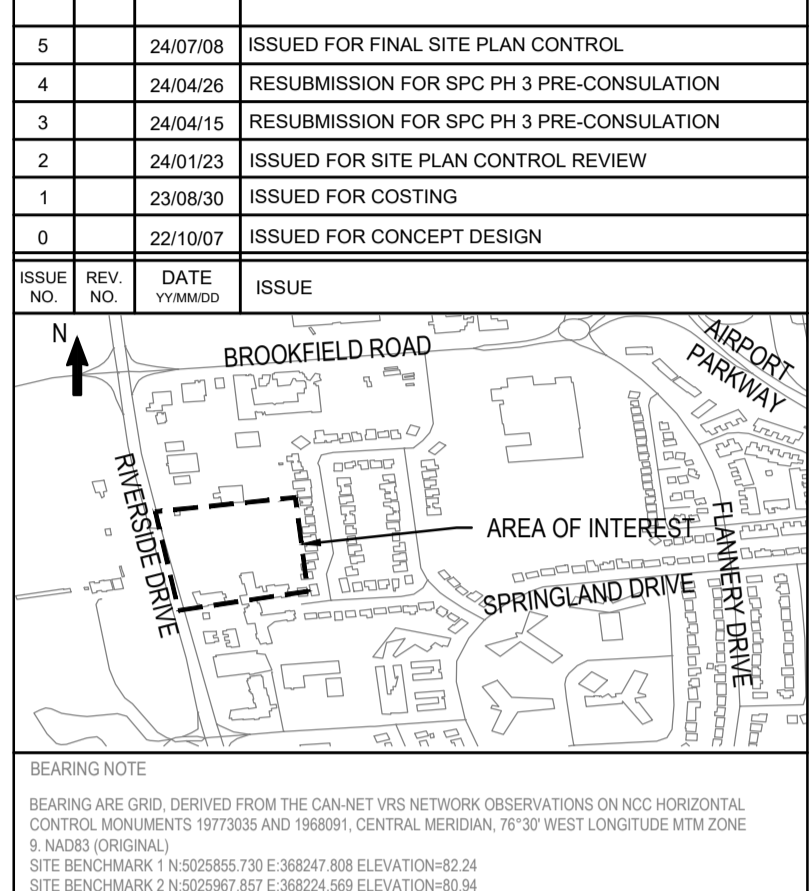 5 24/07/08 ISSUED FOR FINAL SITE PLAN CONTROL
4 24/04/26 RESUBMISSION FOR SPC PH 3 PRE-CONSULATION
3 24/04/15 RESUBMISSION FOR SPC PH 3 PRE-CONSULATION
2 24/01/23 ISSUED FOR SITE PLAN CONTROL REVIEW
1 23/08/30 ISSUED FOR COSTING
0 22/10/07 ISSUED FOR CONCEPT DESIGN
ISSUE NO. REV. NO. DATE YY/MM/DD ISSUE
N
BROOKFIELD ROAD
AIRPORT
PARKWAY
RIVERSIDE DRIVE
AREA OF INTEREST
FLANNERY DRIVE
SPRINGLAND DRIVE
BEARING NOTE
BEARING ARE GRID, DERIVED FROM THE CAN-NET VRS NETWORK OBSERVATIONS ON NCC HORIZONTAL
CONTROL MONUMENTS 19773035 AND 1968091, CENTRAL MERIDIAN, 76°30' WEST LONGITUDE MTM ZONE
9. NAD83 (ORIGINAL)
SITE BENCHMARK 1 N:5025855.730 E:368247.808 ELEVATION=82.24
SITE BENCHMARK 2 N:5025967.857 E:368224.569 ELEVATION=80.94